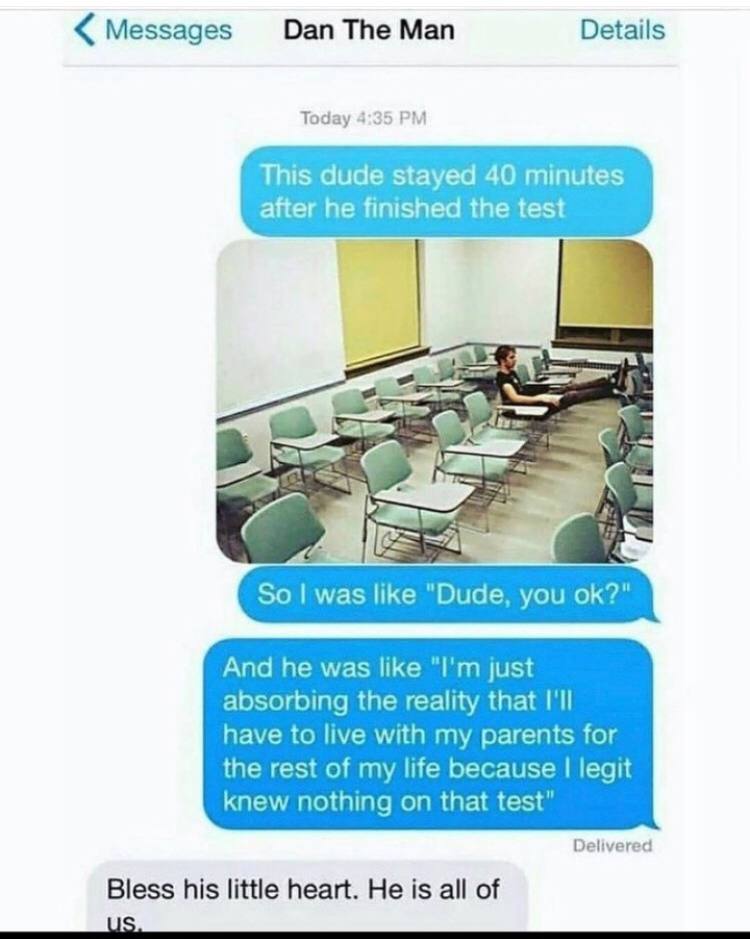 Messages Dan The Man Details
Today 4:35 PM
This dude stayed 40 minutes
after he finished the test
So I was like "Dude, you ok?"
And he was like "I'm just
absorbing the reality that I'll
have to live with my parents for
the rest of my life because I legit
knew nothing on that test"
Delivered
Bless his little heart. He is all of
us.